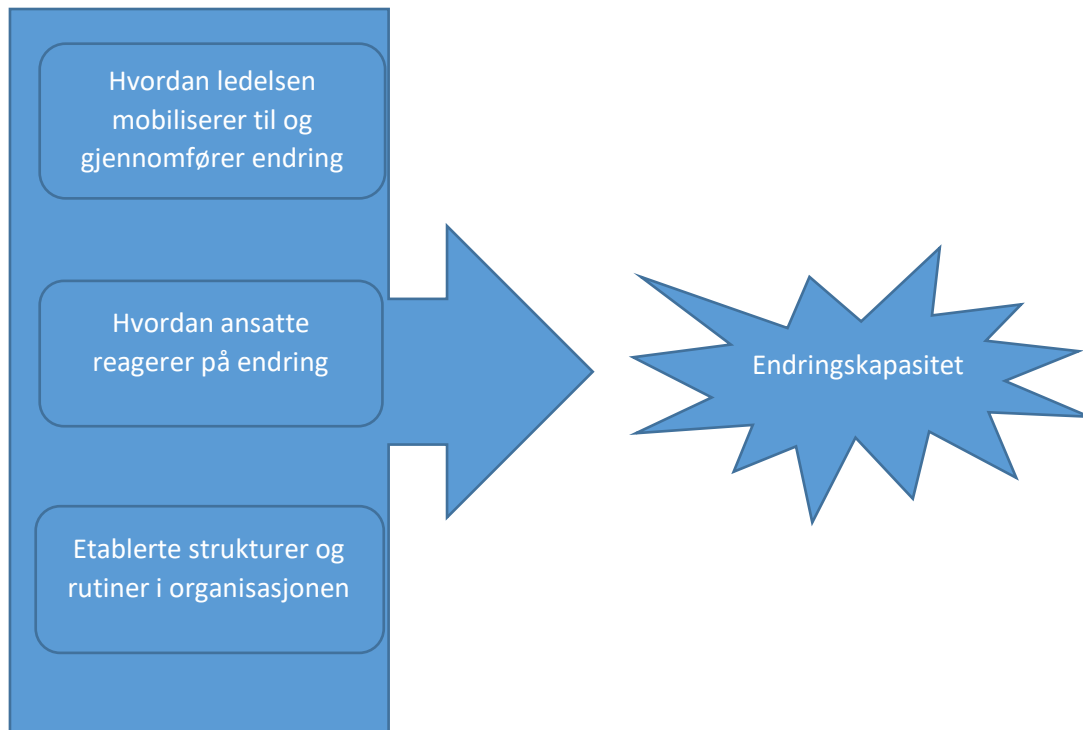 Hvordan ledelsen
mobiliserer til og
gjennomfører endring
Hvordan ansatte
reagerer på endring
Etablerte strukturer og
rutiner i organisasjonen
Endringskapasitet